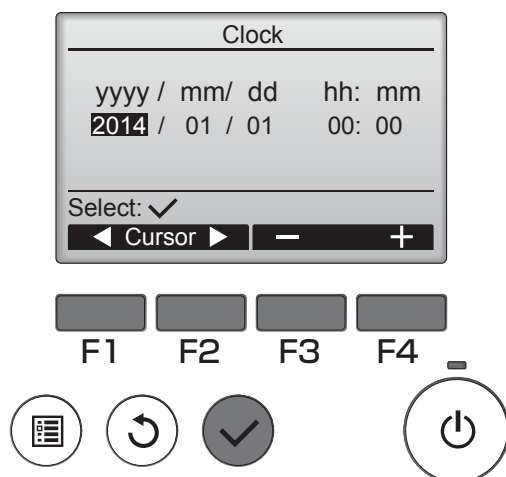 Clock
yyyy / mm/ dd hh: mm
2014 / 01 / 01 00: 00
Select:
Cursor − +
F1 F2 F3 F4